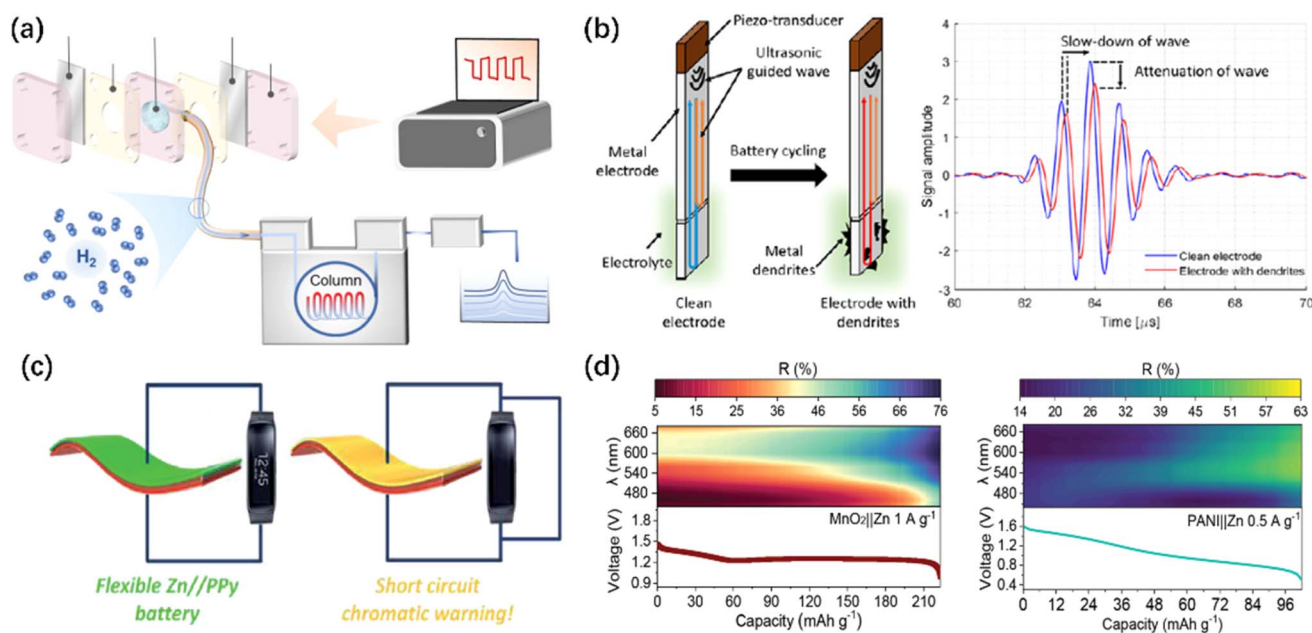 (a)
H₂
Column
(b)
Piezo-transducer
Ultrasonic
guided wave
Metal
electrode
Battery cycling
Electrolyte
Metal
dendrites
Clean
electrode
Electrode with
dendrites
Slow-down of wave
Attenuation of wave
Signal amplitude
4
3
2
1
0
-1
-2
-3
Clean electrode
Electrode with dendrites
60 62 64 66 68 70
Time [μs]
(c)
12:45
Flexible Zn//PPy
battery
Short circuit
chromatic warning!
(d)
R (%)
5 15 25 36 46 56 66 76
λ (nm)
660
600
540
480
MnO₂||Zn 1 A g⁻¹
Voltage (V)
1.8
1.5
1.2
0.9
0 30 60 90 120 150 180 210
Capacity (mAh g⁻¹)
R (%)
14 20 26 32 39 45 51 57 63
λ (nm)
660
600
540
480
PANI||Zn 0.5 A g⁻¹
Voltage (V)
2.0
1.6
1.2
0.8
0.4
0 12 24 36 48 60 72 84 96
Capacity (mAh g⁻¹)